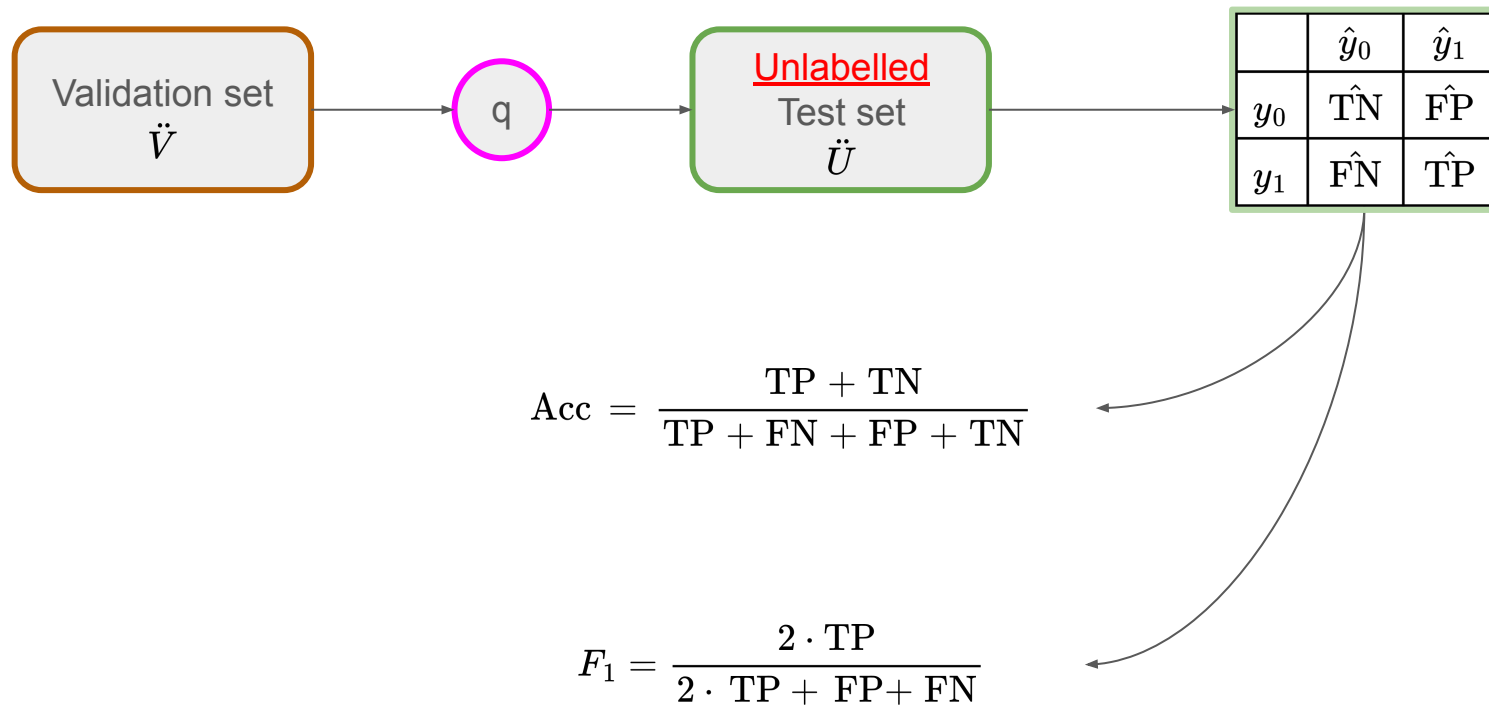 Validation set
V̈
q
Unlabelled
Test set
Ü
ŷ₀ ŷ₁
y₀ TN̂ FP̂
y₁ FN̂ TP̂
Acc = (TP + TN) / (TP + FN + FP + TN)
F₁ = (2 · TP) / (2 · TP + FP + FN)